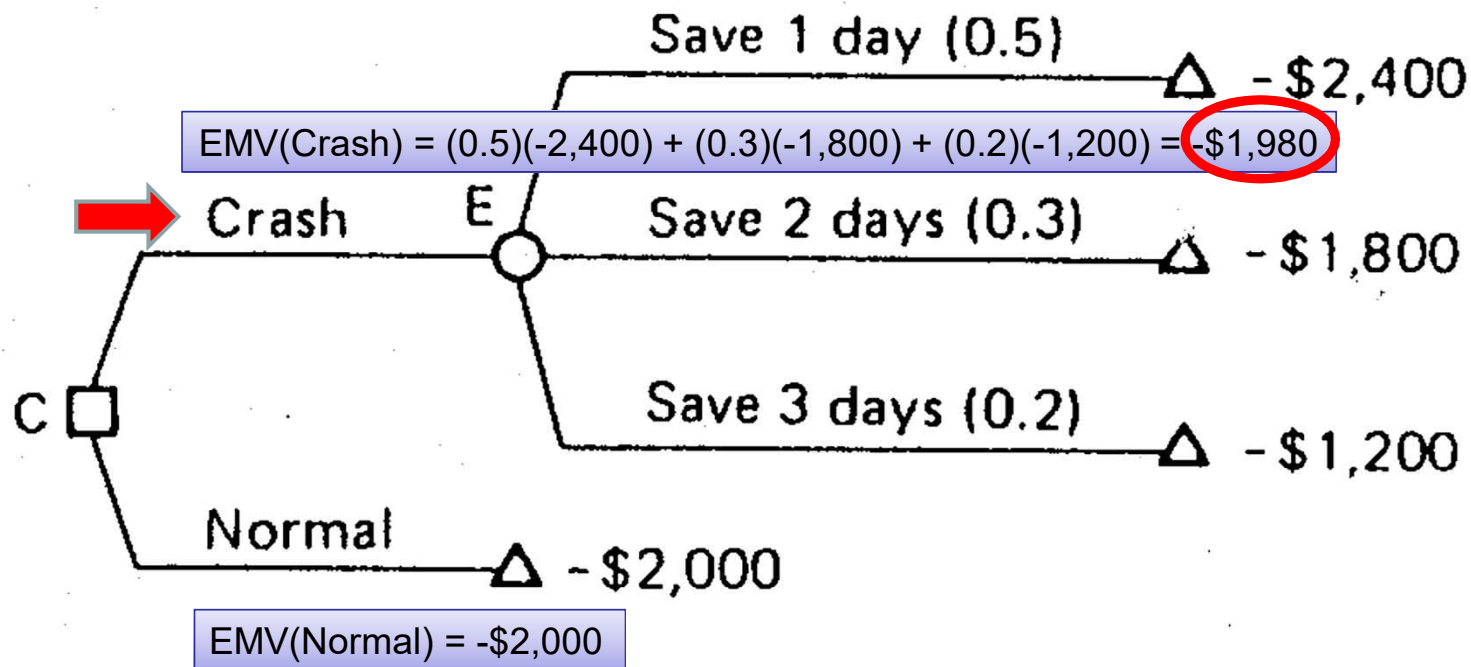 Save 1 day (0.5)
-$2,400
EMV(Crash) = (0.5)(-2,400) + (0.3)(-1,800) + (0.2)(-1,200) = -$1,980
Crash
E
Save 2 days (0.3)
-$1,800
C
Save 3 days (0.2)
-$1,200
Normal
-$2,000
EMV(Normal) = -$2,000